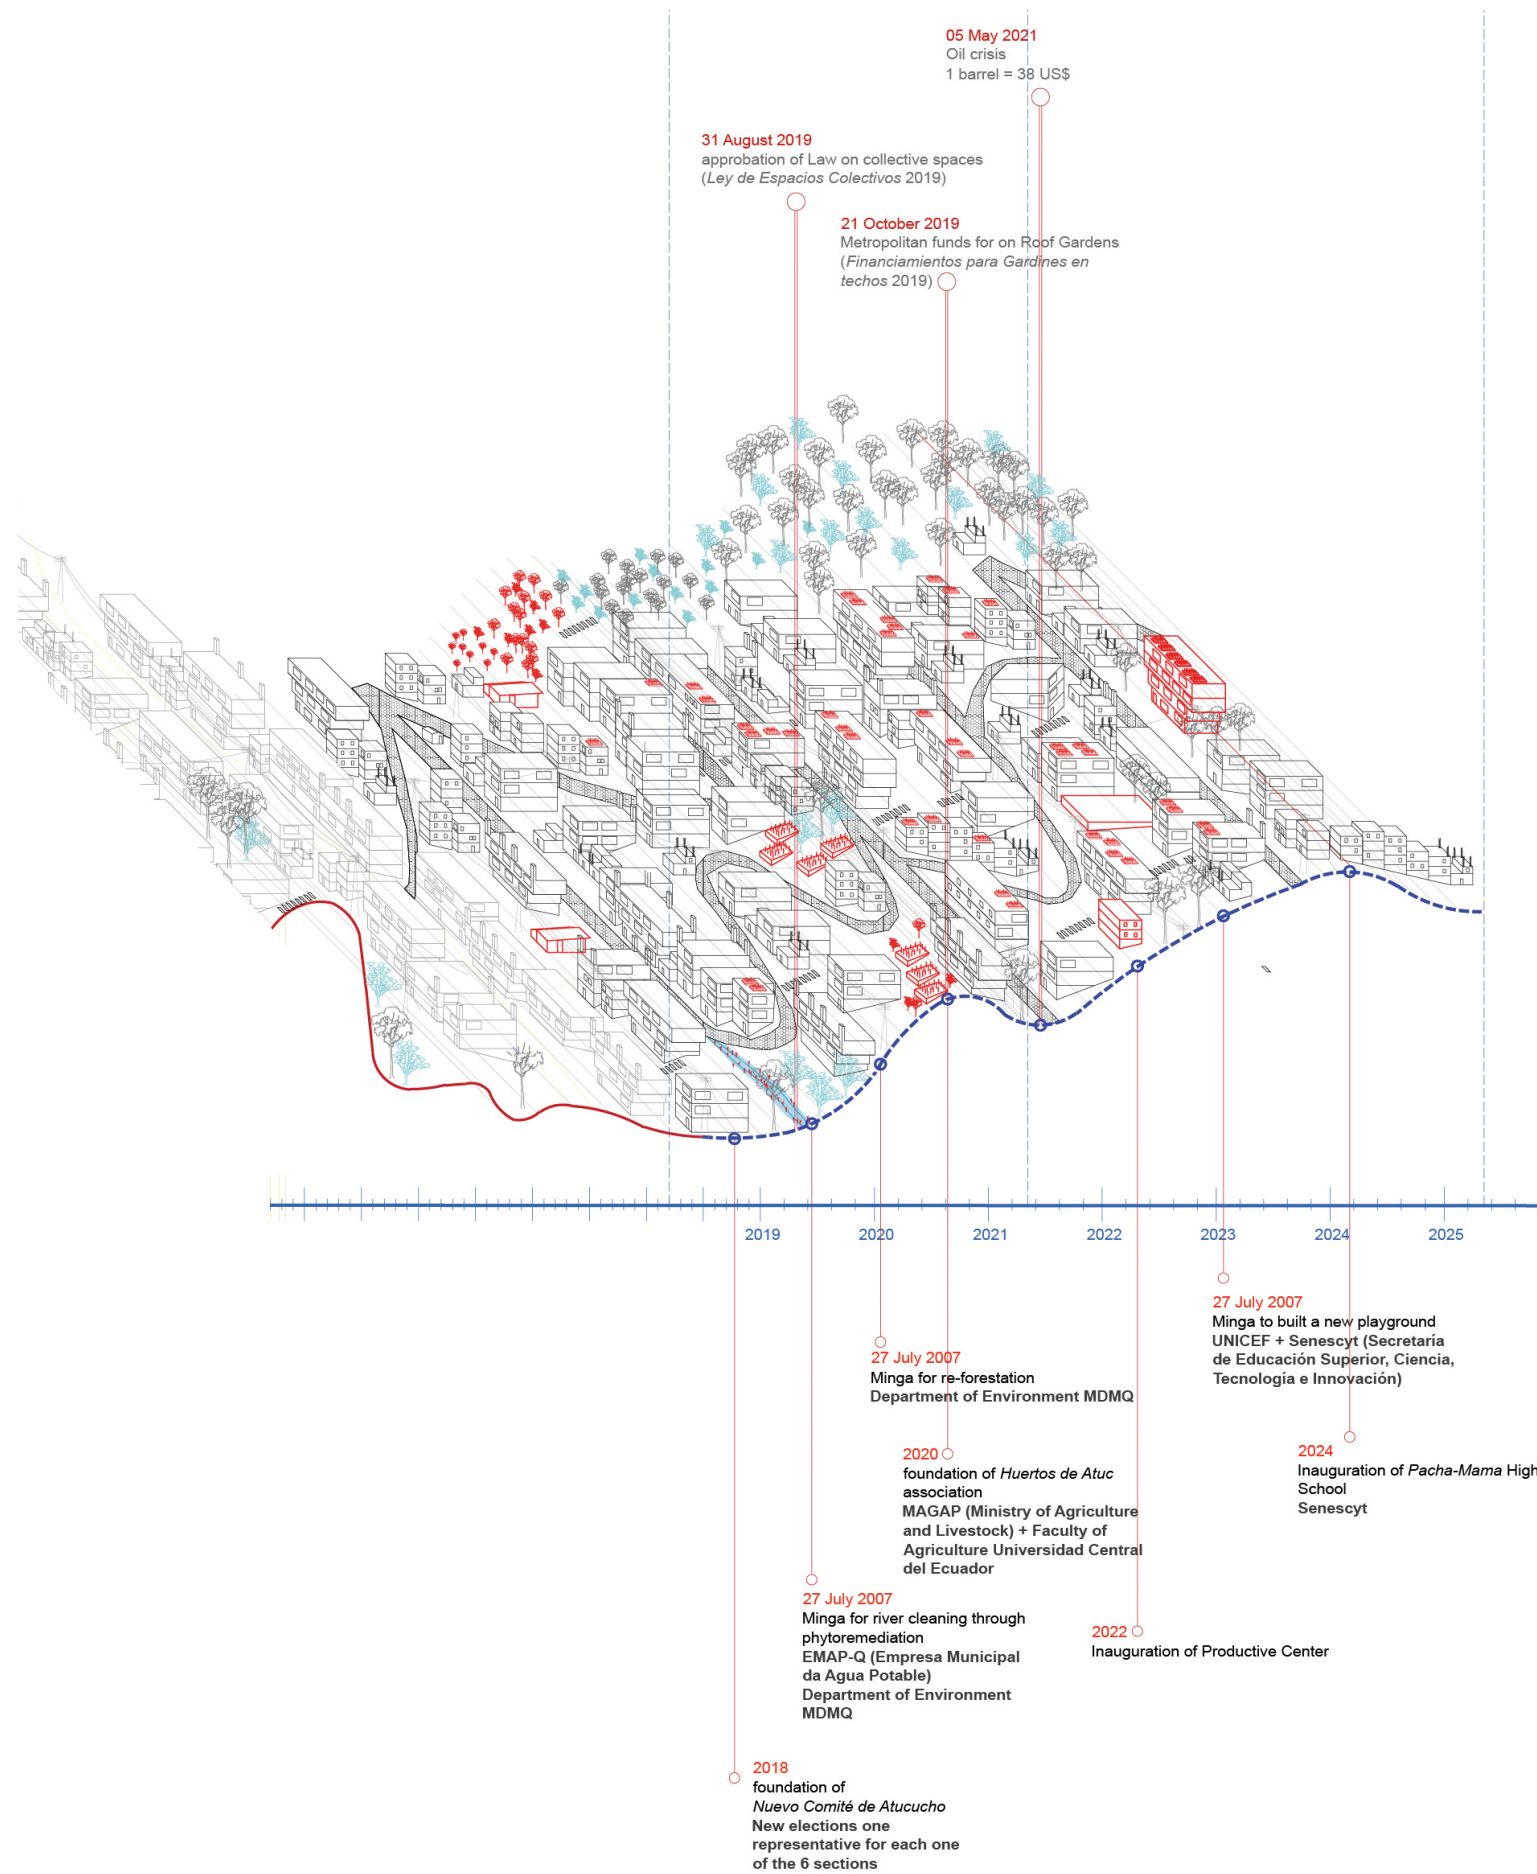 05 May 2021
Oil crisis
1 barrel = 38 US$
31 August 2019
approbation of Law on collective spaces
(Ley de Espacios Colectivos 2019)
21 October 2019
Metropolitan funds for on Roof Gardens
(Financiamientos para Gardines en
techos 2019)
2019
2020
2021
2022
2023
2024
2025
27 July 2007
Minga to built a new playground
UNICEF + Senescyt (Secretaría
de Educación Superior, Ciencia,
Tecnología e Innovación)
27 July 2007
Minga for re-forestation
Department of Environment MDMQ
2020
foundation of Huertos de Atuc
association
MAGAP (Ministry of Agriculture
and Livestock) + Faculty of
Agriculture Universidad Central
del Ecuador
2024
Inauguration of Pacha-Mama High
School
Senescyt
27 July 2007
Minga for river cleaning through
phytoremediation
EMAP-Q (Empresa Municipal
da Agua Potable)
Department of Environment
MDMQ
2022
Inauguration of Productive Center
2018
foundation of
Nuevo Comité de Atucucho
New elections one
representative for each one
of the 6 sections